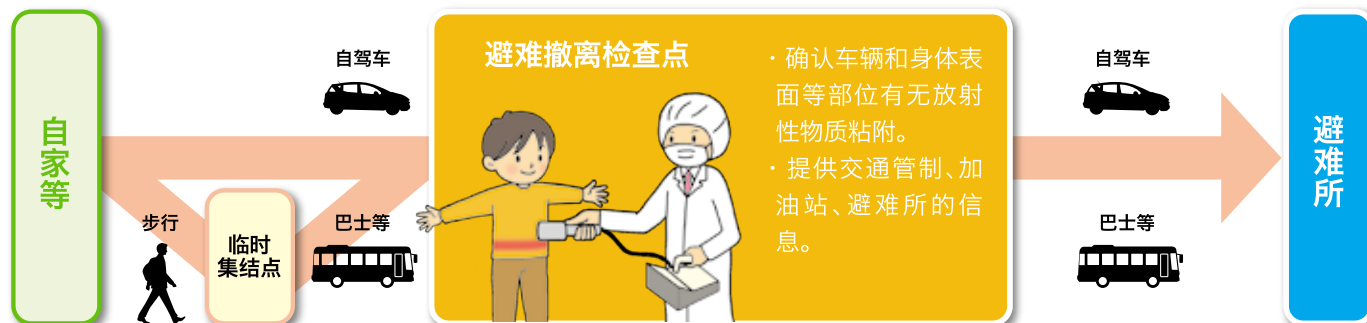 自家等
自驾车
步行
临时
集结点
巴士等
避难撤离检查点
・确认车辆和身体表
面等部位有无放射
性物质粘附。
・提供交通管制、加
油站、避难所的信
息。
自驾车
巴士等
避难所